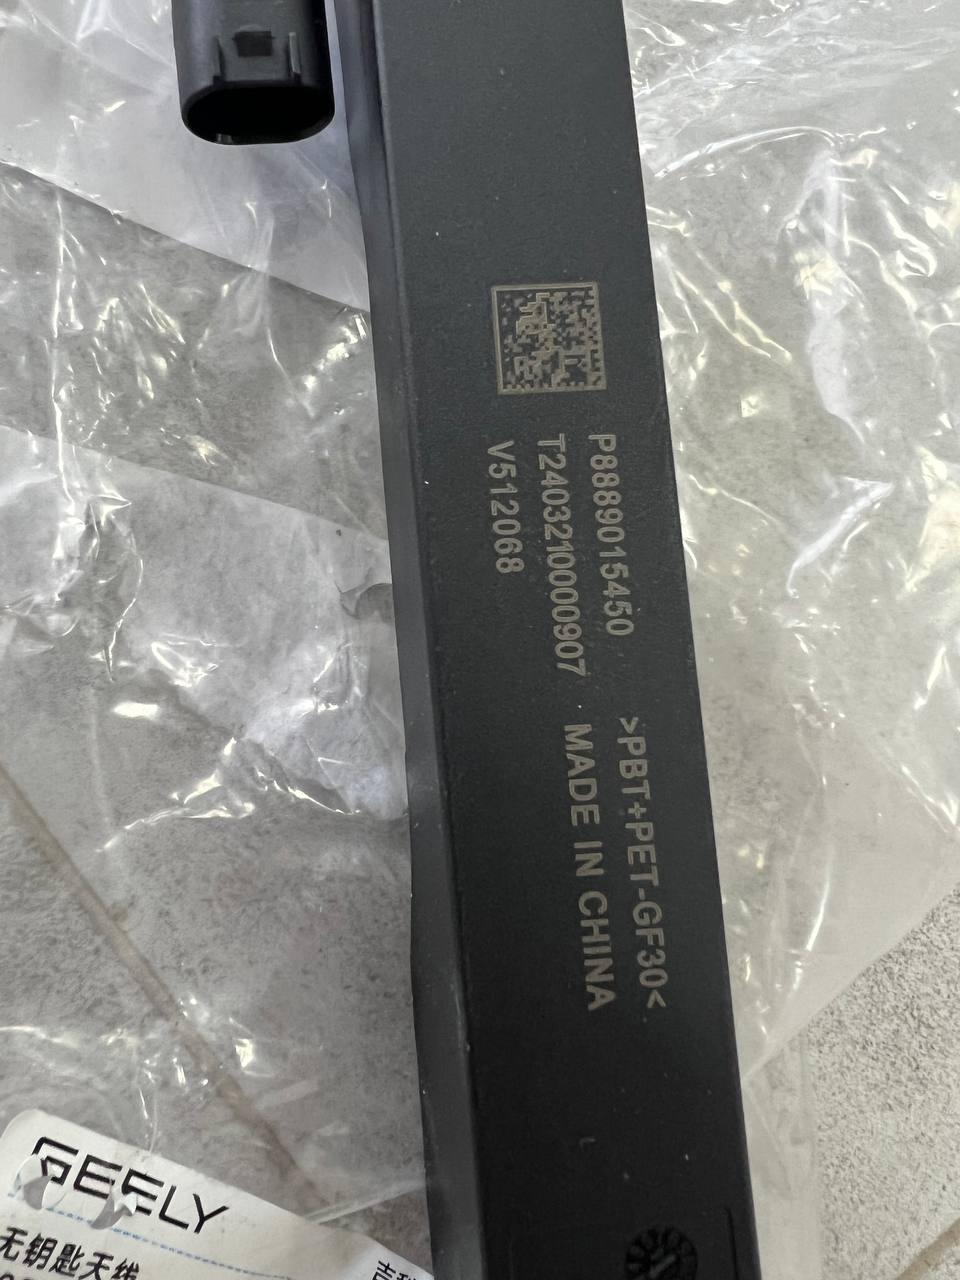 P8889015450
T240321000907
V512068
>PBT+PET-GF30<
MADE IN CHINA
GEELY
无钥匙天线